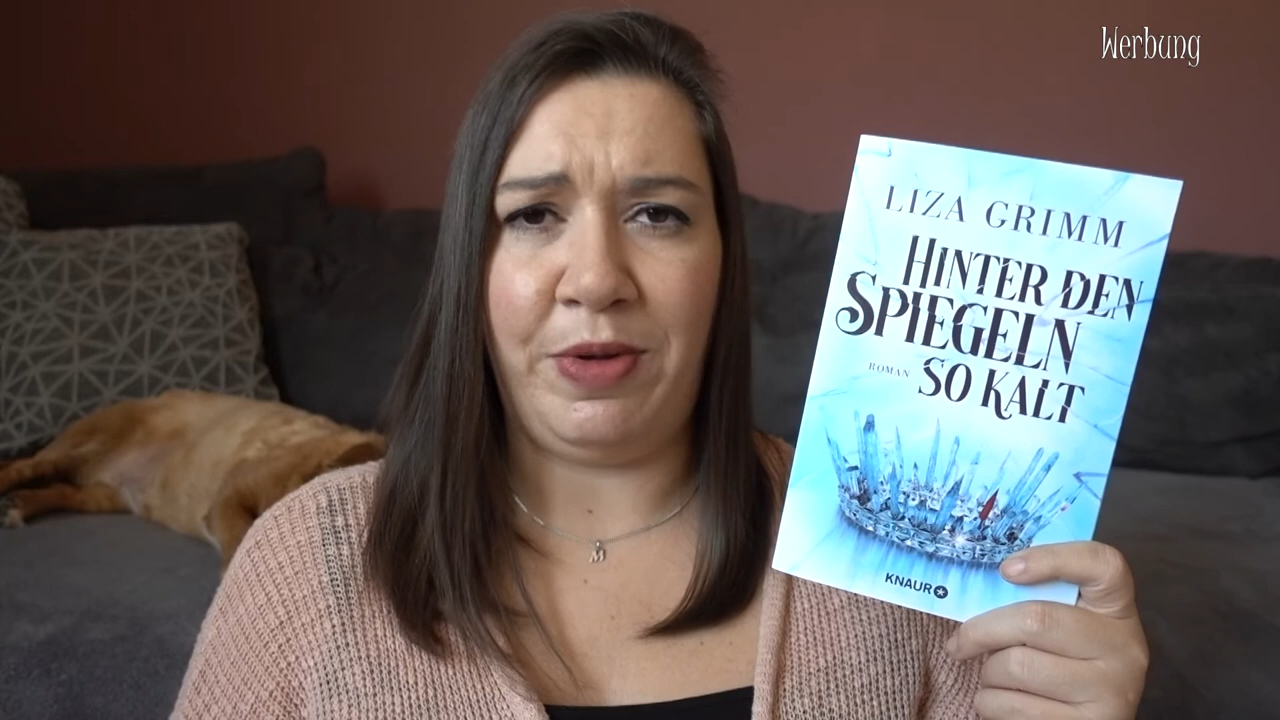 Werbung
LIZA GRIMM
HINTER DEN
SPIEGELN
ROMAN SO KALT
KNAUR
M